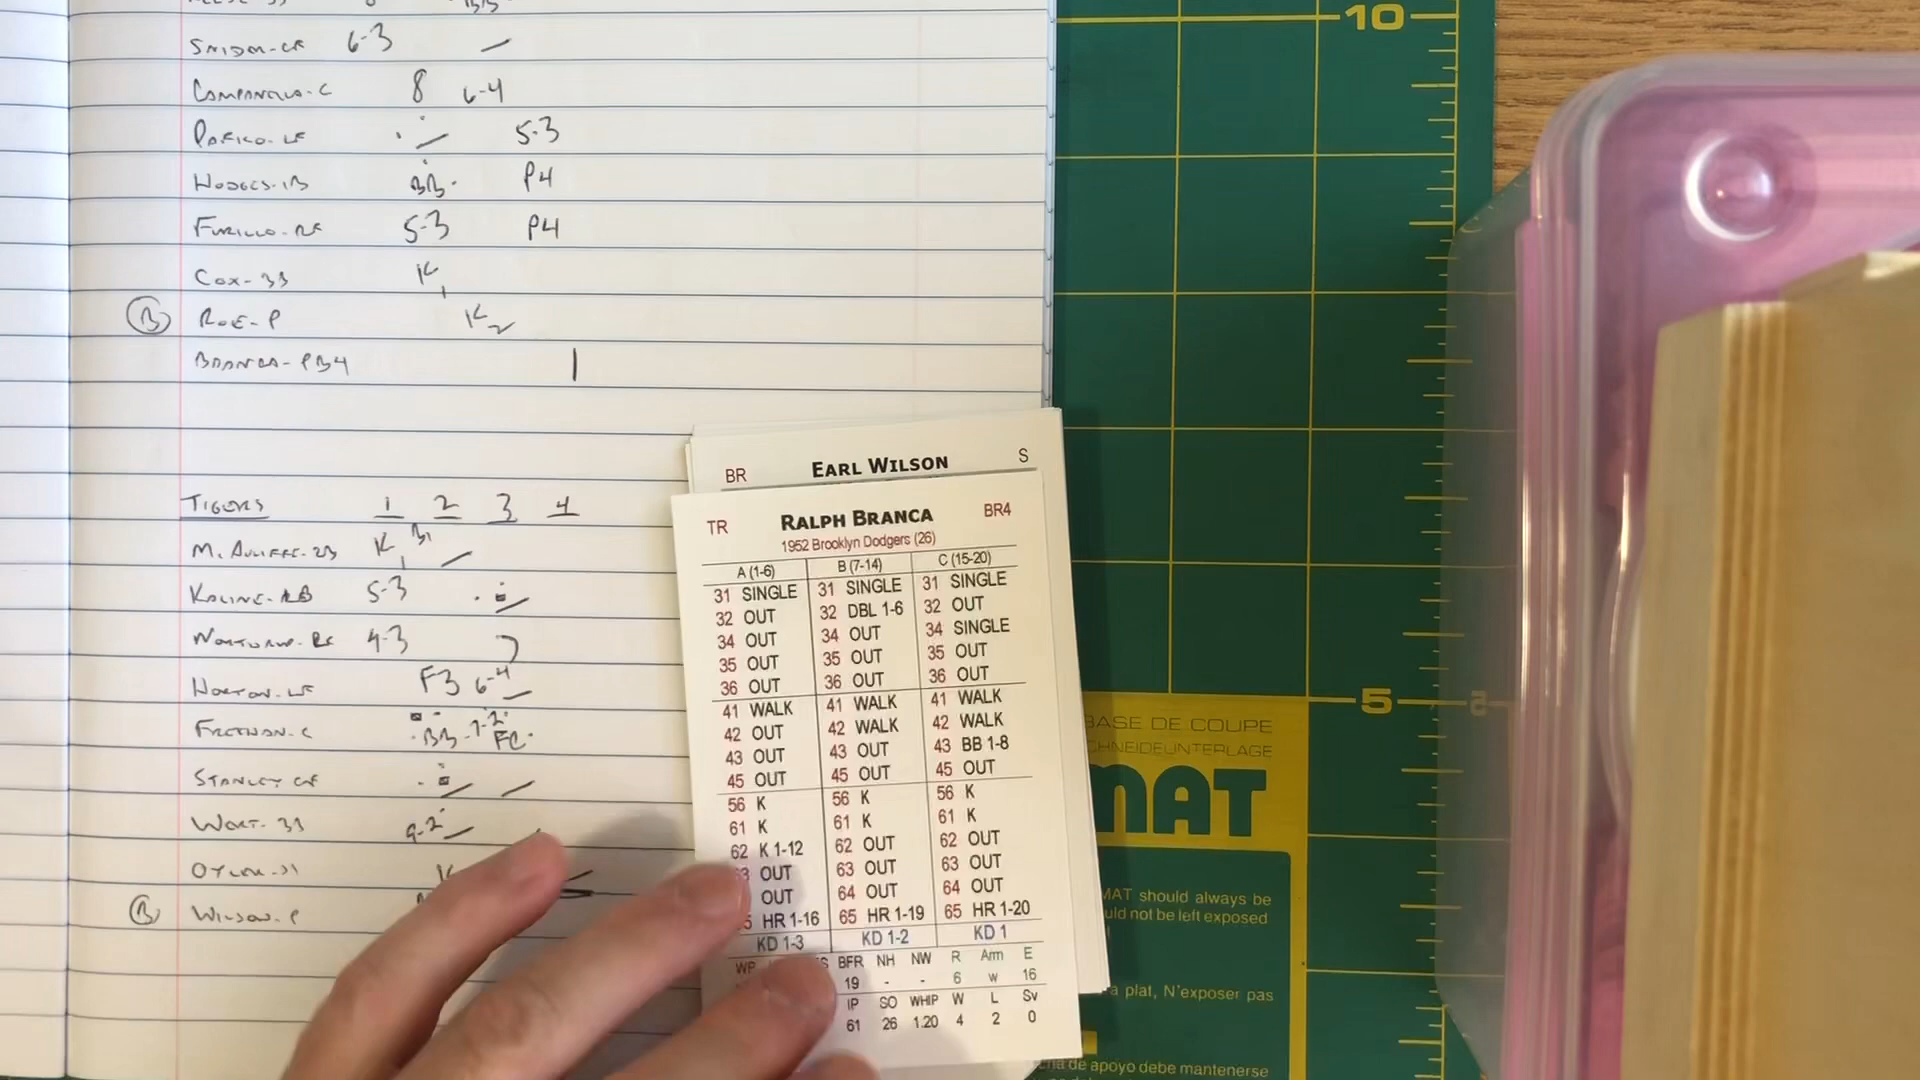 SNIDER-CF 6-3
CAMPANELLA-C 8 6-4
PAFKO-LF 5-3
HODGES-1B BB P4
FURILLO-RF 5-3 P4
COX-3B K1
B ROE-P K2
BRANCA-PB4
10
BR EARL WILSON S
TR RALPH BRANCA BR4
1952 Brooklyn Dodgers (26)
A (1-6) B (7-14) C (15-20)
31 SINGLE 31 SINGLE 31 SINGLE
32 OUT 32 DBL 1-6 32 OUT
34 OUT 34 OUT 34 SINGLE
35 OUT 35 OUT 35 OUT
36 OUT 36 OUT 36 OUT
41 WALK 41 WALK 41 WALK
42 OUT 42 WALK 42 WALK
43 OUT 43 OUT 43 BB 1-8
45 OUT 45 OUT 45 OUT
56 K 56 K 56 K
61 K 61 K 61 K
62 K 1-12 62 OUT 62 OUT
3 OUT 63 OUT 63 OUT
OUT 64 OUT 64 OUT
5 HR 1-16 65 HR 1-19 65 HR 1-20
KD 1-3 KD 1-2 KD 1
WP BFR NH NW R Arm E
19 - - 6 w 16
IP SO WHIP W L Sv
61 26 1.20 4 2 0
TIGERS 1 2 3 4
McAULIFFE-2B K1
KALINE-RB 5-3
NORTHRUP-RF 4-3
HORTON-LF F3 6-4
FREEHAN-C BB FC
STANLEY-CF
WERT-3B
OYLER-SS K
B WILSON-P
5
BASE DE COUPE
CHNEIDEUNTERLAGE
MAT
MAT should always be
uld not be left exposed
a plat, N'exposer pas
cha de apoyo debe mantenerse